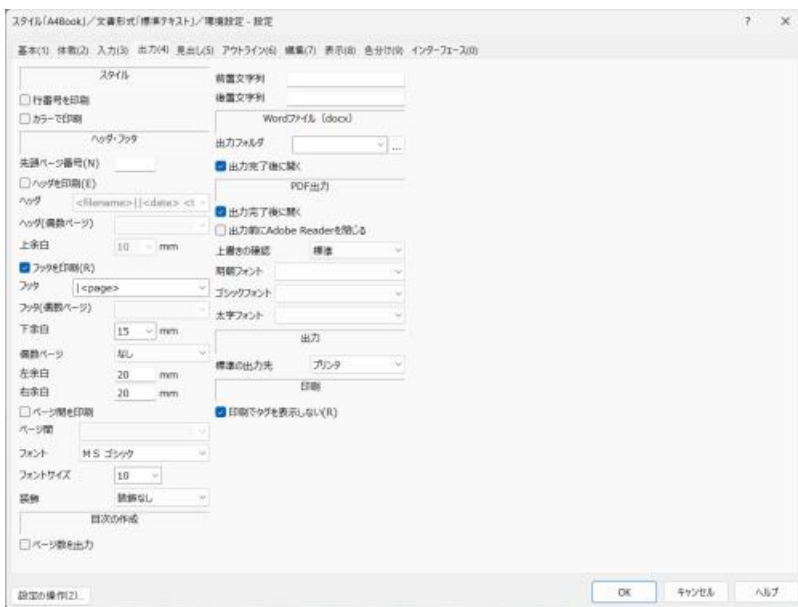 スタイル「A4Book」／文書形式「標準テキスト」／環境設定 - 設定
基本(1) 体裁(2) 入力(3) 出力(4) 見出し(5) アウトライン(6) 編集(7) 表示(8) 色分け(9) インターフェース(0)
スタイル
行番号を印刷
カラーで印刷
ヘッダ・フッタ
先頭ページ番号(N)
ヘッダを印刷(E)
ヘッダ <filename>||<date> <t
ヘッダ(偶数ページ)
上余白 10 mm
フッタを印刷(R)
フッタ |<page>
フッタ(偶数ページ)
下余白 15 mm
偶数ページ なし
左余白 20 mm
右余白 20 mm
ページ間を印刷
ページ間
フォント ＭＳ ゴシック
フォントサイズ 10
装飾 装飾なし
目次の作成
ページ数を出力
前置文字列
後置文字列
Wordファイル（docx）
出力フォルダ ...
出力完了後に開く
PDF出力
出力完了後に開く
出力前にAdobe Readerを閉じる
上書きの確認 標準
明朝フォント
ゴシックフォント
太字フォント
出力
標準の出力先 プリンタ
印刷
印刷でタグを表示しない(R)
設定の操作(Z)...
OK キャンセル ヘルプ